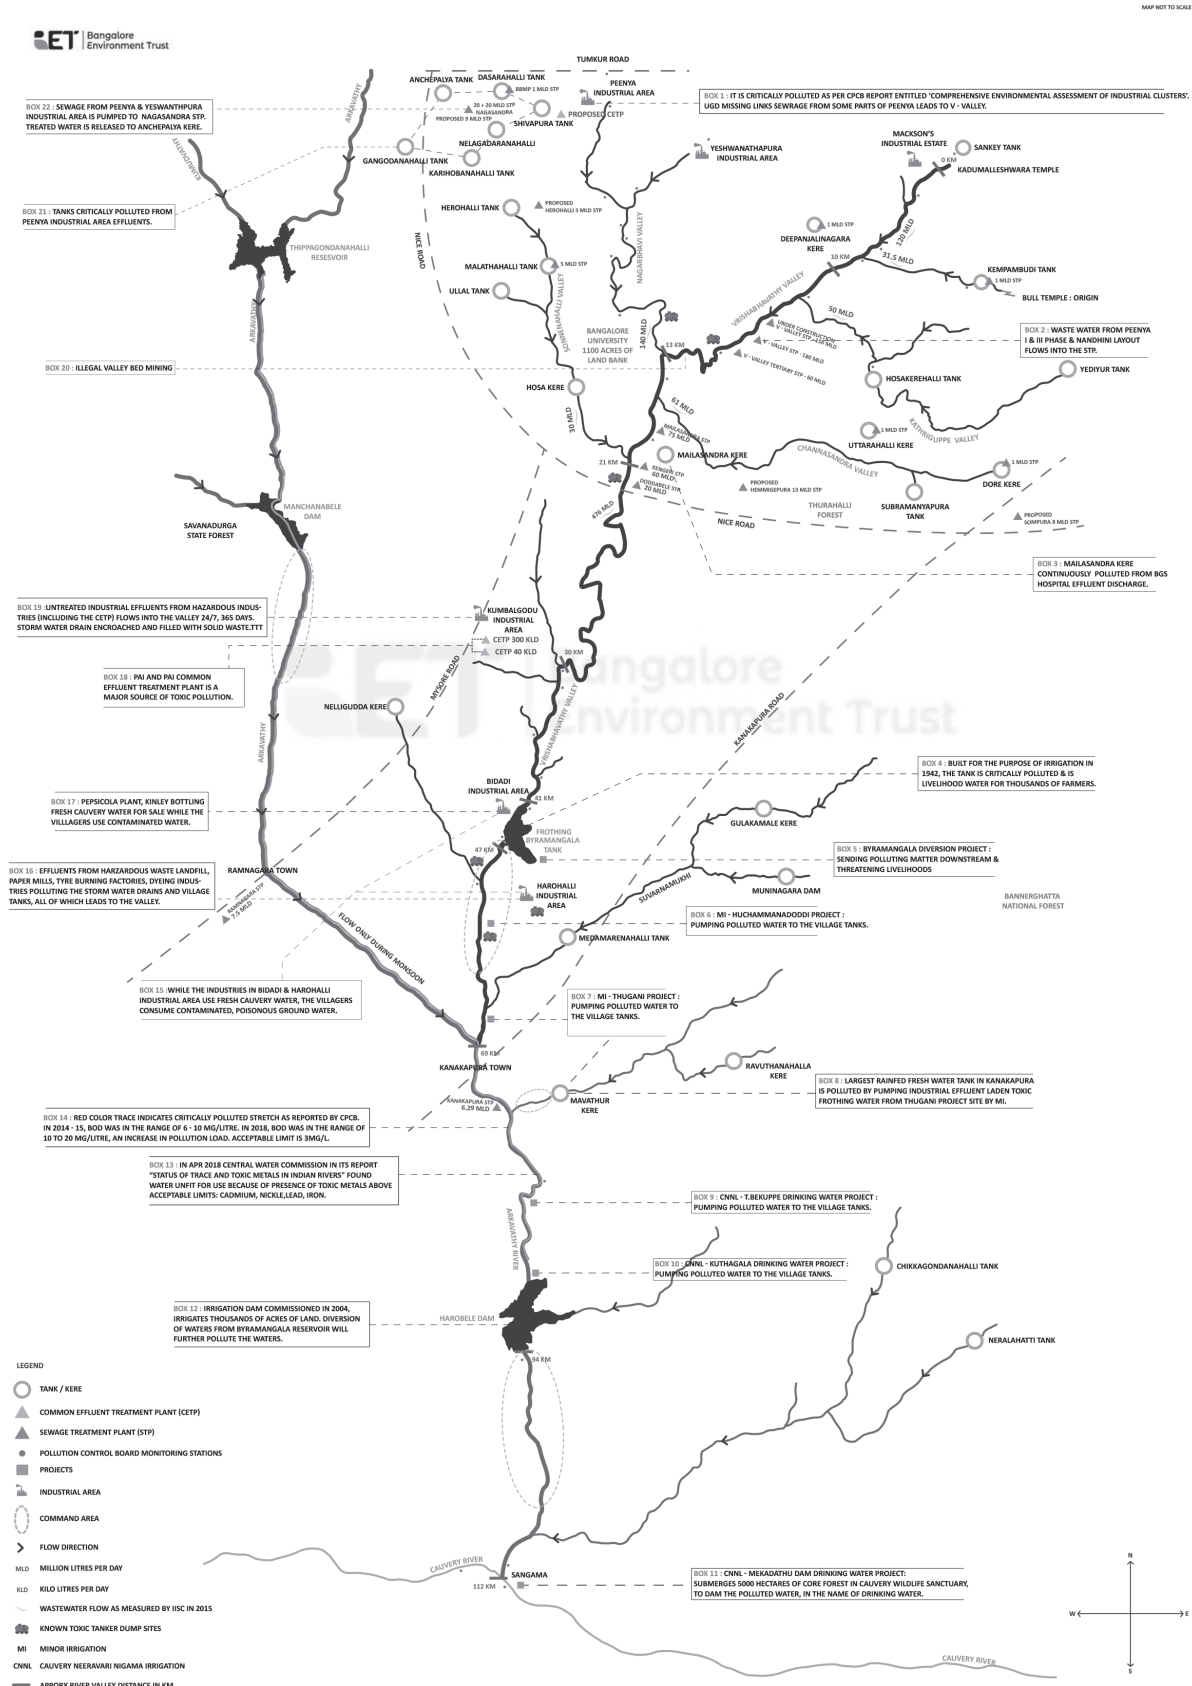 MAP NOT TO SCALE
BET
Bangalore
Environment Trust
TUMKUR ROAD
ANCHEPALYA TANK
DASARAHALLI TANK
BBMP 1 MLD STP
20 + 20 MLD STP
NAGASANDRA
PROPOSED 9 MLD STP
PROPOSED CETP
SHIVAPURA TANK
NELAGADARANAHALLI
GANGODANAHALLI TANK
KARIHOBANAHALLI TANK
PEENYA
INDUSTRIAL AREA
BOX 1 : IT IS CRITICALLY POLLUTED AS PER CPCB REPORT ENTITLED 'COMPREHENSIVE ENVIRONMENTAL ASSESSMENT OF INDUSTRIAL CLUSTERS'.
UGD MISSING LINKS SEWRAGE FROM SOME PARTS OF PEENYA LEADS TO V - VALLEY.
BOX 22 : SEWAGE FROM PEENYA & YESWANTHPURA
INDUSTRIAL AREA IS PUMPED TO NAGASANDRA STP.
TREATED WATER IS RELEASED TO ANCHEPALYA KERE.
ARKAVATHY
KUMUDVATHY
YESHWANATHAPURA
INDUSTRIAL AREA
MACKSON'S
INDUSTRIAL ESTATE
SANKEY TANK
0 KM
KADUMALLESHWARA TEMPLE
BOX 21 : TANKS CRITICALLY POLLUTED FROM
PEENYA INDUSTRIAL AREA EFFLUENTS.
THIPPAGONDANAHALLI
RESEVOIR
HEROHALLI TANK
PROPOSED
HEROHALLI 3 MLD STP
NICE ROAD
MALATHAHALLI TANK
5 MLD STP
ULLAL TANK
SONNENAHALLI VALLEY
NAGARBHAVI VALLEY
DEEPANJALINAGARA
KERE
1 MLD STP
120 MLD
10 KM
31.5 MLD
KEMPAMBUDI TANK
1 MLD STP
BULL TEMPLE : ORIGIN
VRISHABHAVATHY VALLEY
50 MLD
UNDER CONSTRUCTION
V - VALLEY STP - 150 MLD
V - VALLEY STP - 180 MLD
V - VALLEY TERTIARY STP - 60 MLD
BOX 2 : WASTE WATER FROM PEENYA
I & III PHASE & NANDHINI LAYOUT
FLOWS INTO THE STP.
ARKAVATHY
BANGALORE
UNIVERSITY
1100 ACRES OF
LAND BANK
140 MLD
13 KM
BOX 20 : ILLEGAL VALLEY BED MINING
HOSA KERE
30 MLD
61 MLD
HOSAKEREHALLI TANK
YEDIYUR TANK
KATHRIGUPPE VALLEY
UTTARAHALLI KERE
1 MLD STP
MAILASANDRA STP
75 MLD
MAILASANDRA KERE
CHANNASANDRA VALLEY
21 KM
KENGERI STP
60 MLD
DODDABELE STP
20 MLD
PROPOSED
HEMMIGEPURA 13 MLD STP
DORE KERE
1 MLD STP
SUBRAMANYAPURA
TANK
THURAHALLI
FOREST
PROPOSED
SOMPURA 8 MLD STP
NICE ROAD
476 MLD
MANCHANABELE
DAM
SAVANADURGA
STATE FOREST
BOX 3 : MAILASANDRA KERE
CONTINUOUSLY POLLUTED FROM BGS
HOSPITAL EFFLUENT DISCHARGE.
BOX 19 :UNTREATED INDUSTRIAL EFFLUENTS FROM HAZARDOUS INDUS-
TRIES (INCLUDING THE CETP) FLOWS INTO THE VALLEY 24/7, 365 DAYS.
STORM WATER DRAIN ENCROACHED AND FILLED WITH SOLID WASTE.TTT
KUMBALGODU
INDUSTRIAL
AREA
CETP 300 KLD
CETP 40 KLD
30 KM
BET
Bangalore
Environment Trust
MYSORE ROAD
BOX 18 : PAI AND PAI COMMON
EFFLUENT TREATMENT PLANT IS A
MAJOR SOURCE OF TOXIC POLLUTION.
NELLIGUDDA KERE
VRISHABHAVATHY VALLEY
KANAKAPURA ROAD
ARKAVATHY
BIDADI
INDUSTRIAL AREA
41 KM
BOX 4 : BUILT FOR THE PURPOSE OF IRRIGATION IN
1942, THE TANK IS CRITICALLY POLLUTED & IS
LIVELIHOOD WATER FOR THOUSANDS OF FARMERS.
BOX 17 : PEPSICOLA PLANT, KINLEY BOTTLING
FRESH CAUVERY WATER FOR SALE WHILE THE
VILLLAGERS USE CONTAMINATED WATER.
GULAKAMALE KERE
FROTHING
BYRAMANGALA
TANK
47 KM
BOX 5 : BYRAMANGALA DIVERSION PROJECT :
SENDING POLLUTING MATTER DOWNSTREAM &
THREATENING LIVELIHOODS
RAMNAGARA TOWN
BOX 16 : EFFLUENTS FROM HARZARDOUS WASTE LANDFILL,
PAPER MILLS, TYRE BURNING FACTORIES, DYEING INDUS-
TRIES POLLUTING THE STORM WATER DRAINS AND VILLAGE
TANKS, ALL OF WHICH LEADS TO THE VALLEY.
RAMNAGARA STP
7.5 MLD
HAROHALLI
INDUSTRIAL
AREA
SUVARNAMUKHI
MUNINAGARA DAM
BANNERGHATTA
NATIONAL FOREST
FLOW ONLY DURING MONSOON
BOX 6 : MI - HUCHAMMANADODDI PROJECT :
PUMPING POLLUTED WATER TO THE VILLAGE TANKS.
MEDAMARENAHALLI TANK
BOX 15 :WHILE THE INDUSTRIES IN BIDADI & HAROHALLI
INDUSTRIAL AREA USE FRESH CAUVERY WATER, THE VILLAGERS
CONSUME CONTAMINATED, POISONOUS GROUND WATER.
BOX 7 : MI - THUGANI PROJECT :
PUMPING POLLUTED WATER TO
THE VILLAGE TANKS.
69 KM
KANAKAPURA TOWN
RAVUTHANAHALLA
KERE
KANAKAPURA STP
6.29 MLD
MAVATHUR
KERE
BOX 8 : LARGEST RAINFED FRESH WATER TANK IN KANAKAPURA
IS POLLUTED BY PUMPING INDUSTRIAL EFFLUENT LADEN TOXIC
FROTHING WATER FROM THUGANI PROJECT SITE BY MI.
BOX 14 : RED COLOR TRACE INDICATES CRITICALLY POLLUTED STRETCH AS REPORTED BY CPCB.
IN 2014 - 15, BOD WAS IN THE RANGE OF 6 - 10 MG/LITRE. IN 2018, BOD WAS IN THE RANGE OF
10 TO 20 MG/LITRE, AN INCREASE IN POLLUTION LOAD. ACCEPTABLE LIMIT IS 3MG/L.
BOX 13 : IN APR 2018 CENTRAL WATER COMMISSION IN ITS REPORT
"STATUS OF TRACE AND TOXIC METALS IN INDIAN RIVERS" FOUND
WATER UNFIT FOR USE BECAUSE OF PRESENCE OF TOXIC METALS ABOVE
ACCEPTABLE LIMITS: CADMIUM, NICKLE,LEAD, IRON.
BOX 9 : CNNL - T.BEKUPPE DRINKING WATER PROJECT :
PUMPING POLLUTED WATER TO THE VILLAGE TANKS.
ARKAVATHY RIVER
BOX 10 : CNNL - KUTHAGALA DRINKING WATER PROJECT :
PUMPING POLLUTED WATER TO THE VILLAGE TANKS.
CHIKKAGONDANAHALLI TANK
BOX 12 : IRRIGATION DAM COMMISSIONED IN 2004,
IRRIGATES THOUSANDS OF ACRES OF LAND. DIVERSION
OF WATERS FROM BYRAMANGALA RESERVOIR WILL
FURTHER POLLUTE THE WATERS.
HAROBELE DAM
NERALAHATTI TANK
94 KM
LEGEND
TANK / KERE
COMMON EFFLUENT TREATMENT PLANT (CETP)
SEWAGE TREATMENT PLANT (STP)
POLLUTION CONTROL BOARD MONITORING STATIONS
PROJECTS
INDUSTRIAL AREA
COMMAND AREA
FLOW DIRECTION
MLD MILLION LITRES PER DAY
KLD KILO LITRES PER DAY
WASTEWATER FLOW AS MEASURED BY IISC IN 2015
KNOWN TOXIC TANKER DUMP SITES
MI MINOR IRRIGATION
CNNL CAUVERY NEERAVARI NIGAMA IRRIGATION
APPORX RIVER VALLEY DISTANCE IN KM
CAUVERY RIVER
SANGAMA
112 KM
BOX 11 : CNNL - MEKADATHU DAM DRINKING WATER PROJECT:
SUBMERGES 5000 HECTARES OF CORE FOREST IN CAUVERY WILDLIFE SANCTUARY,
TO DAM THE POLLUTED WATER, IN THE NAME OF DRINKING WATER.
CAUVERY RIVER
N
W E
S